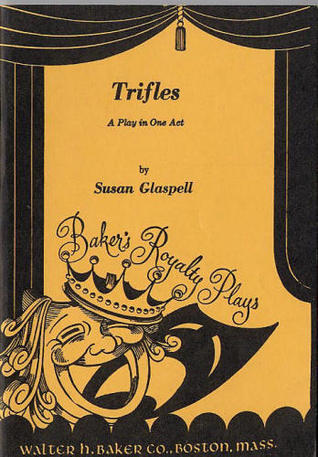 Trifles
A Play in One Act
by
Susan Glaspell
Baker's Royalty Plays
WALTER H. BAKER CO., BOSTON, MASS.